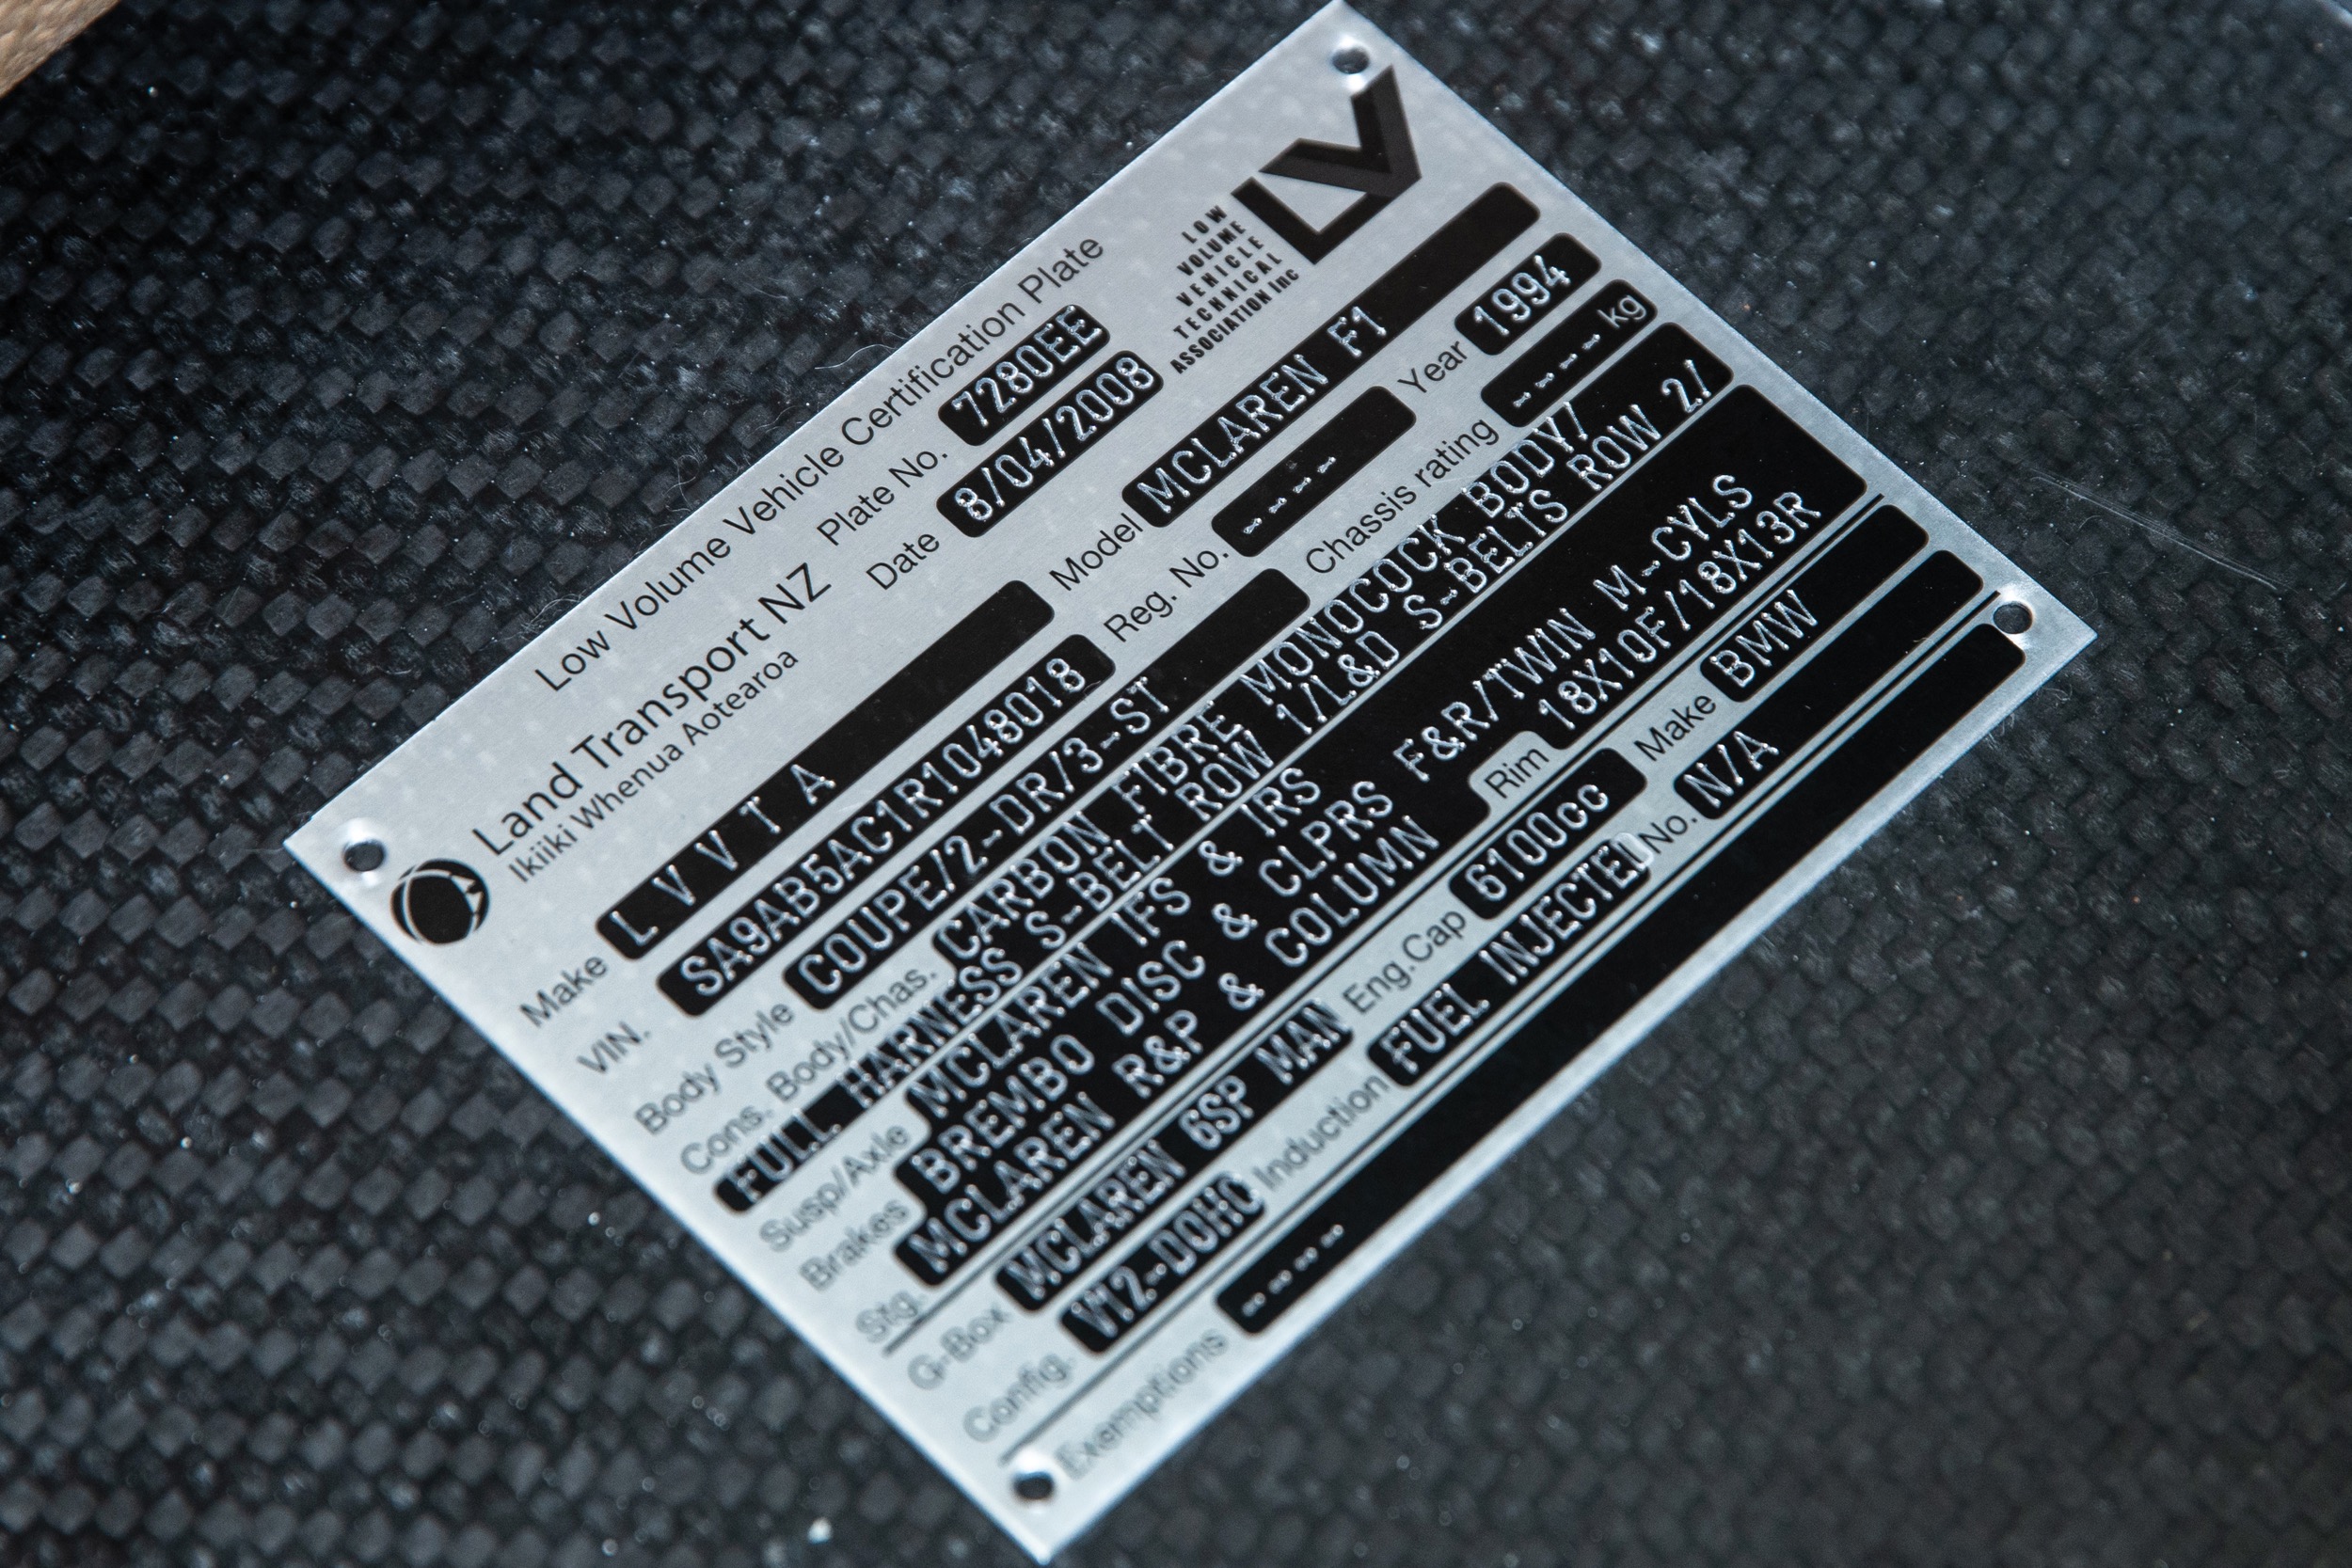 Low Volume Vehicle Certification Plate
Land Transport NZ
Ikiiki Whenua Aotearoa
Plate No. 7280EE
Date 8/04/2008
LOW
VOLUME
VEHICLE
TECHNICAL
ASSOCIATION Inc
LV
Make L V V T A Model MCLAREN F1
VIN. SA9AB5AC1R1048018 Reg. No. ---- Year 1994
Body Style COUPE/2-DR/3-ST Chassis rating ---- kg
Cons. Body/Chas. CARBON FIBRE MONOCOCK BODY/
FULL HARNESS S-BELT ROW 1/L&D S-BELTS ROW 2/
Susp/Axle MCLAREN IFS & IRS
Brakes BREMBO DISC & CLPRS F&R/TWIN M-CYLS
Stg. MCLAREN R&P & COLUMN Rim 18X10F/18X13R
G-Box MCLAREN 6SP MAN Eng.Cap 6100cc Make BMW
Config. V12-DOHC Induction FUEL INJECTED No. N/A
Exemptions ----